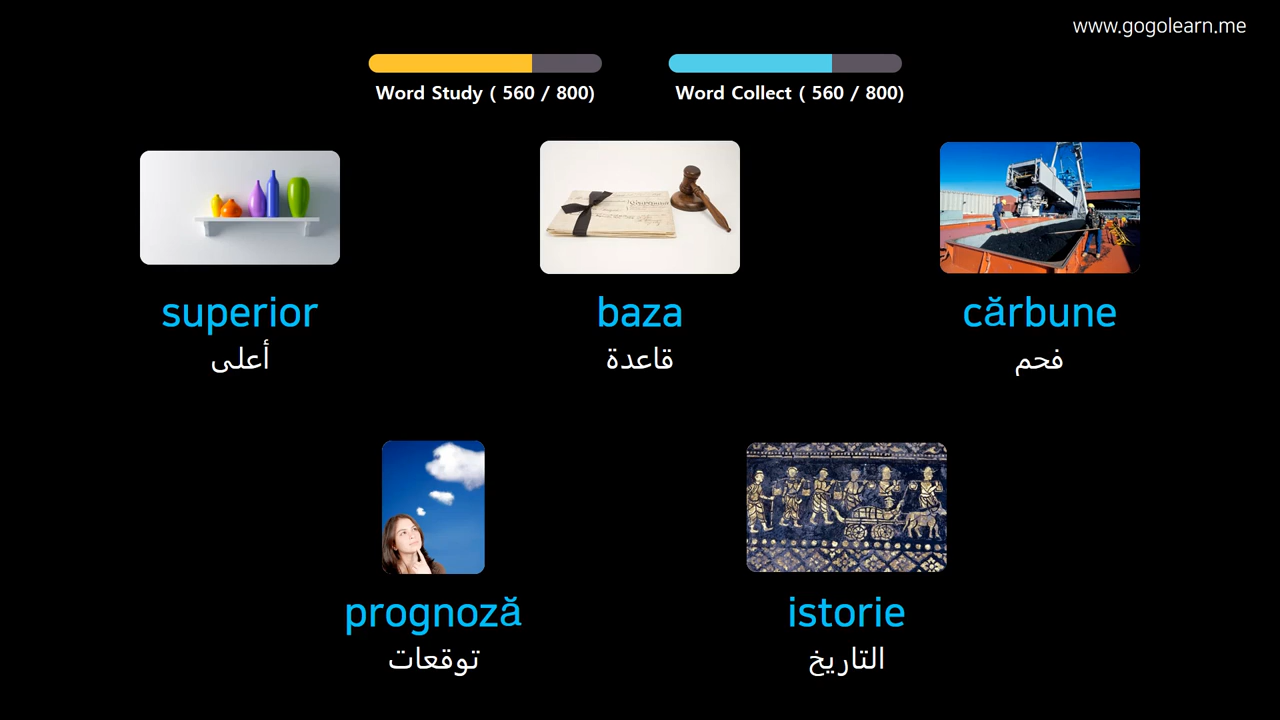 www.gogolearn.me
Word Study ( 560 / 800)
Word Collect ( 560 / 800)
superior
أعلى
baza
قاعدة
cărbune
فحم
prognoză
توقعات
istorie
التاريخ